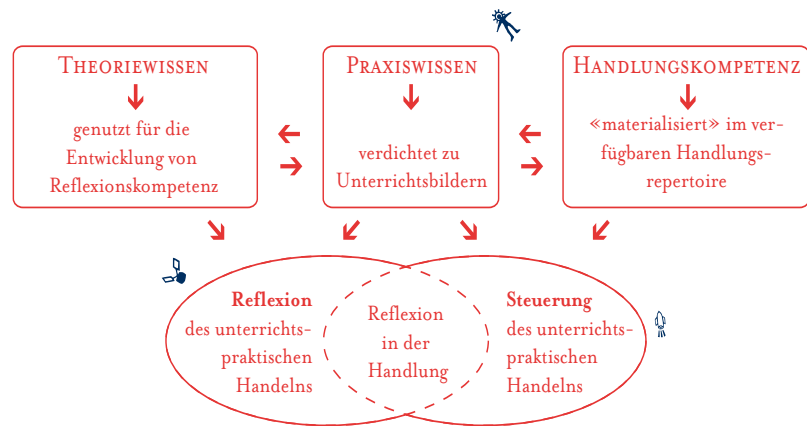 THEORIEWISSEN
genutzt für die
Entwicklung von
Reflexionskompetenz
PRAXISWISSEN
verdichtet zu
Unterrichtsbildern
HANDLUNGSKOMPETENZ
«materialisiert» im ver-
fügbaren Handlungs-
repertoire
Reflexion
des unterrichts-
praktischen
Handelns
Reflexion
in der
Handlung
Steuerung
des unterrichts-
praktischen
Handelns